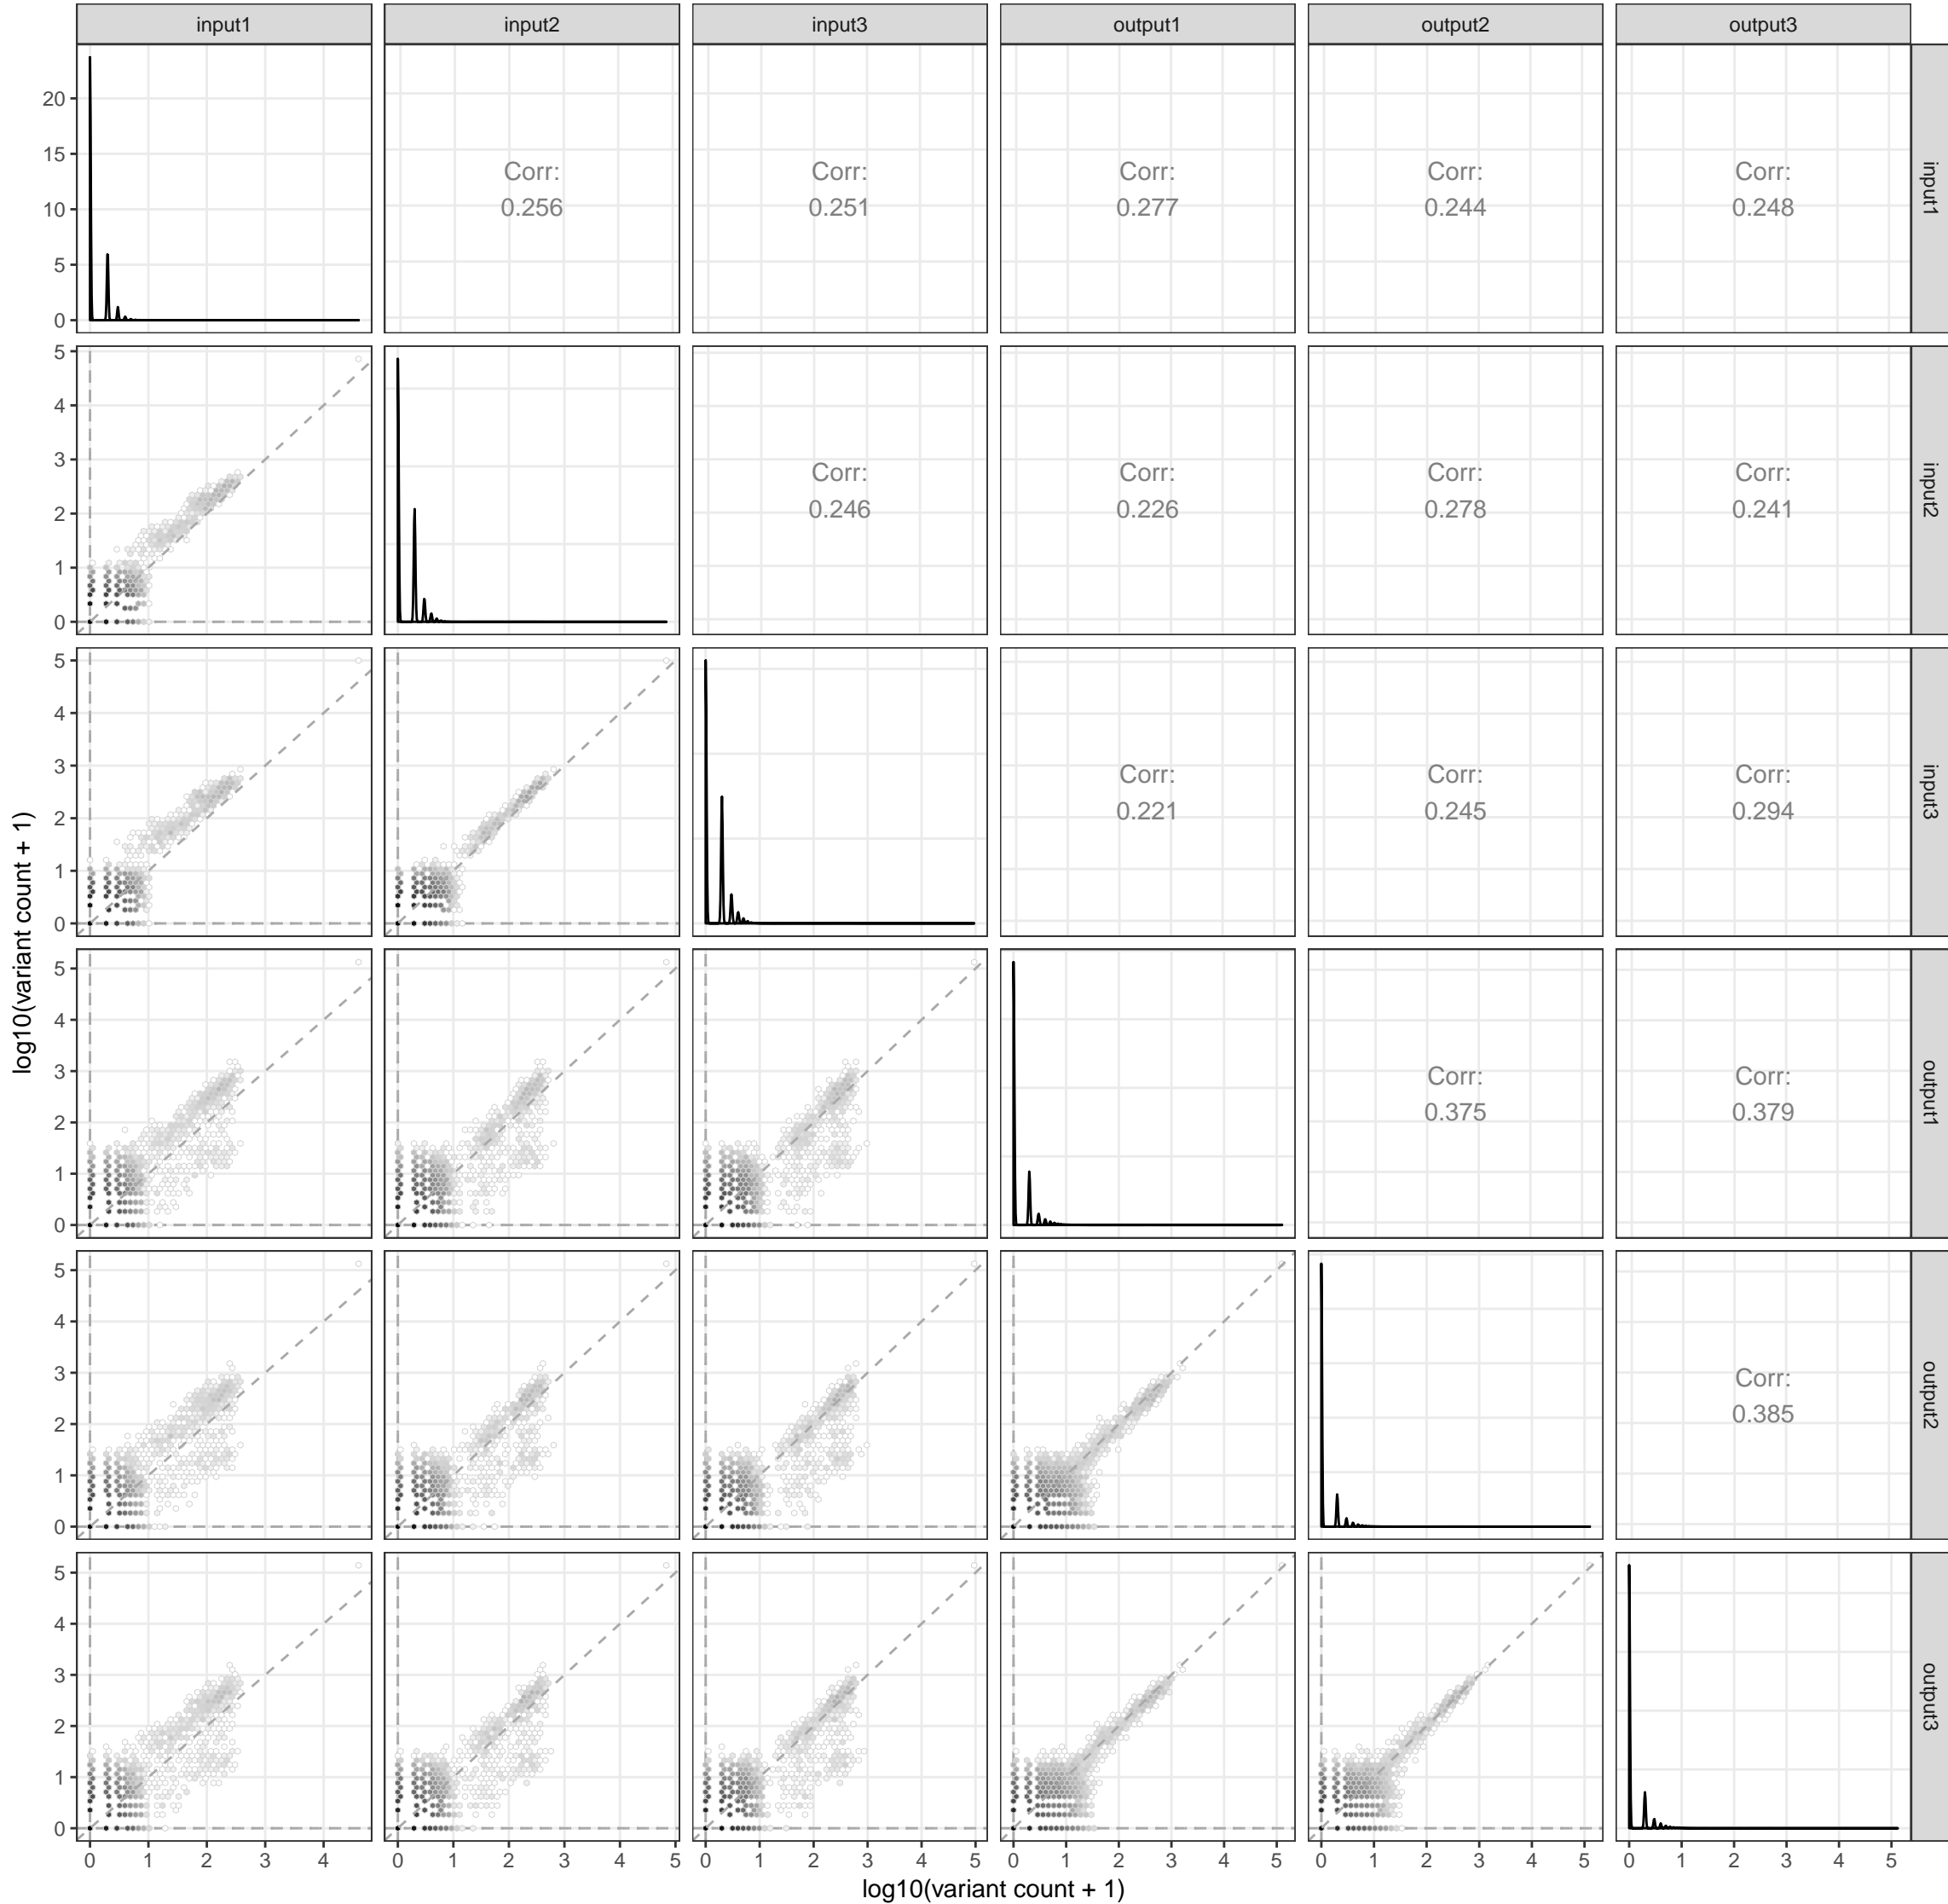 input1 input2 input3 output1 output2 output3
20
15
10
5
0
Corr:
0.256
Corr:
0.251
Corr:
0.277
Corr:
0.244
Corr:
0.248
input1
5
4
3
2
1
0
Corr:
0.246
Corr:
0.226
Corr:
0.278
Corr:
0.241
input2
5
4
3
2
1
0
Corr:
0.221
Corr:
0.245
Corr:
0.294
input3
log10(variant count + 1)
5
4
3
2
1
0
Corr:
0.375
Corr:
0.379
output1
5
4
3
2
1
0
Corr:
0.385
output2
5
4
3
2
1
0
output3
0 1 2 3 4 0 1 2 3 4 5 0 1 2 3 4 5 0 1 2 3 4 5 0 1 2 3 4 5 0 1 2 3 4 5
log10(variant count + 1)